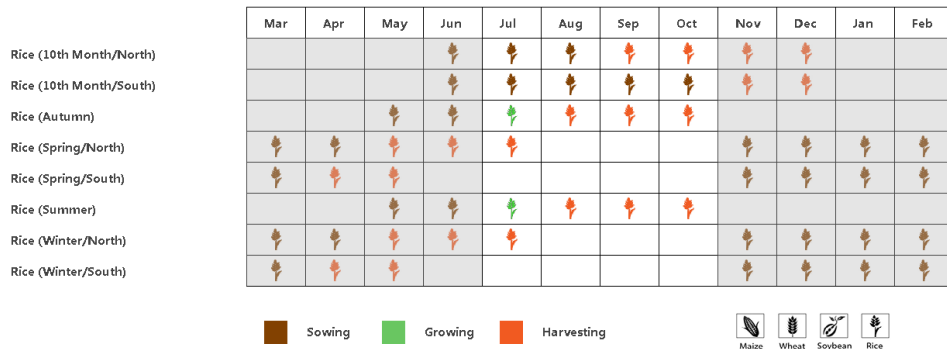 Mar Apr May Jun Jul Aug Sep Oct Nov Dec Jan Feb
Rice (10th Month/North)
Rice (10th Month/South)
Rice (Autumn)
Rice (Spring/North)
Rice (Spring/South)
Rice (Summer)
Rice (Winter/North)
Rice (Winter/South)
Sowing Growing Harvesting
Maize Wheat Soybean Rice